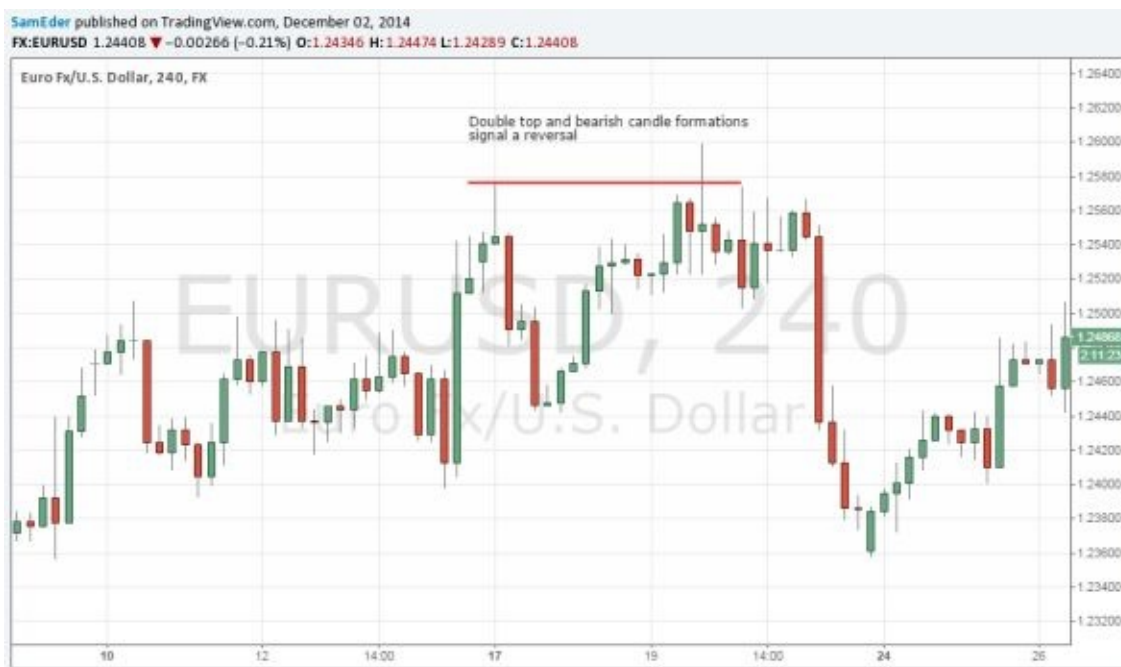 SamEder published on TradingView.com, December 02, 2014
FX:EURUSD 1.24408 ▼ −0.00266 (−0.21%) O:1.24346 H:1.24474 L:1.24289 C:1.24408
Euro Fx/U.S. Dollar, 240, FX
Double top and bearish candle formations
signal a reversal
EURUSD, 240
Euro Fx/U.S. Dollar
1.26400
1.26200
1.26000
1.25800
1.25600
1.25400
1.25200
1.25000
1.24868
2:11:23
1.24600
1.24400
1.24200
1.24000
1.23800
1.23600
1.23400
1.23200
10 12 14:00 17 19 14:00 24 26